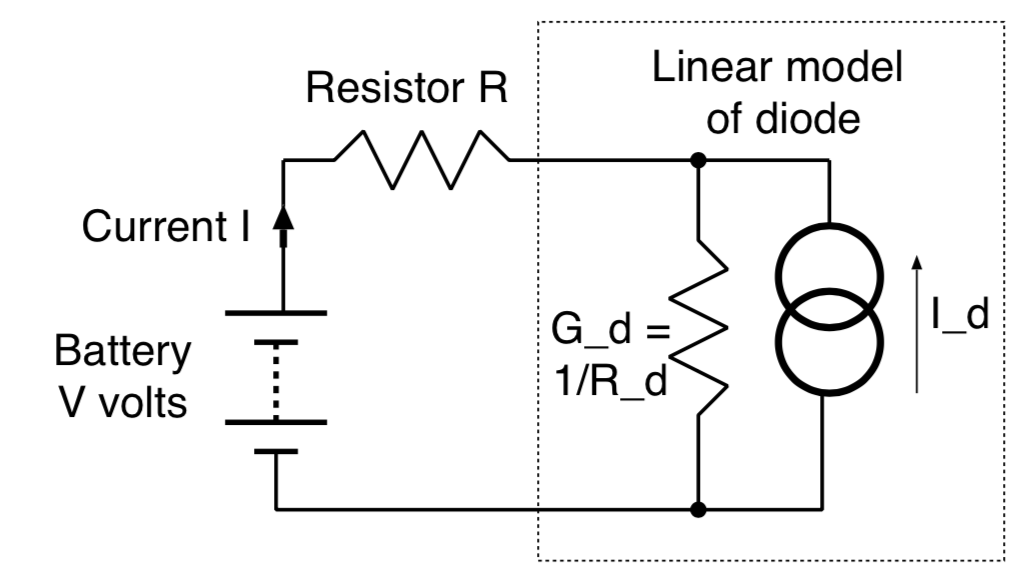 Linear model
of diode
Resistor R
Current I
Battery
V volts
G_d =
1/R_d
I_d